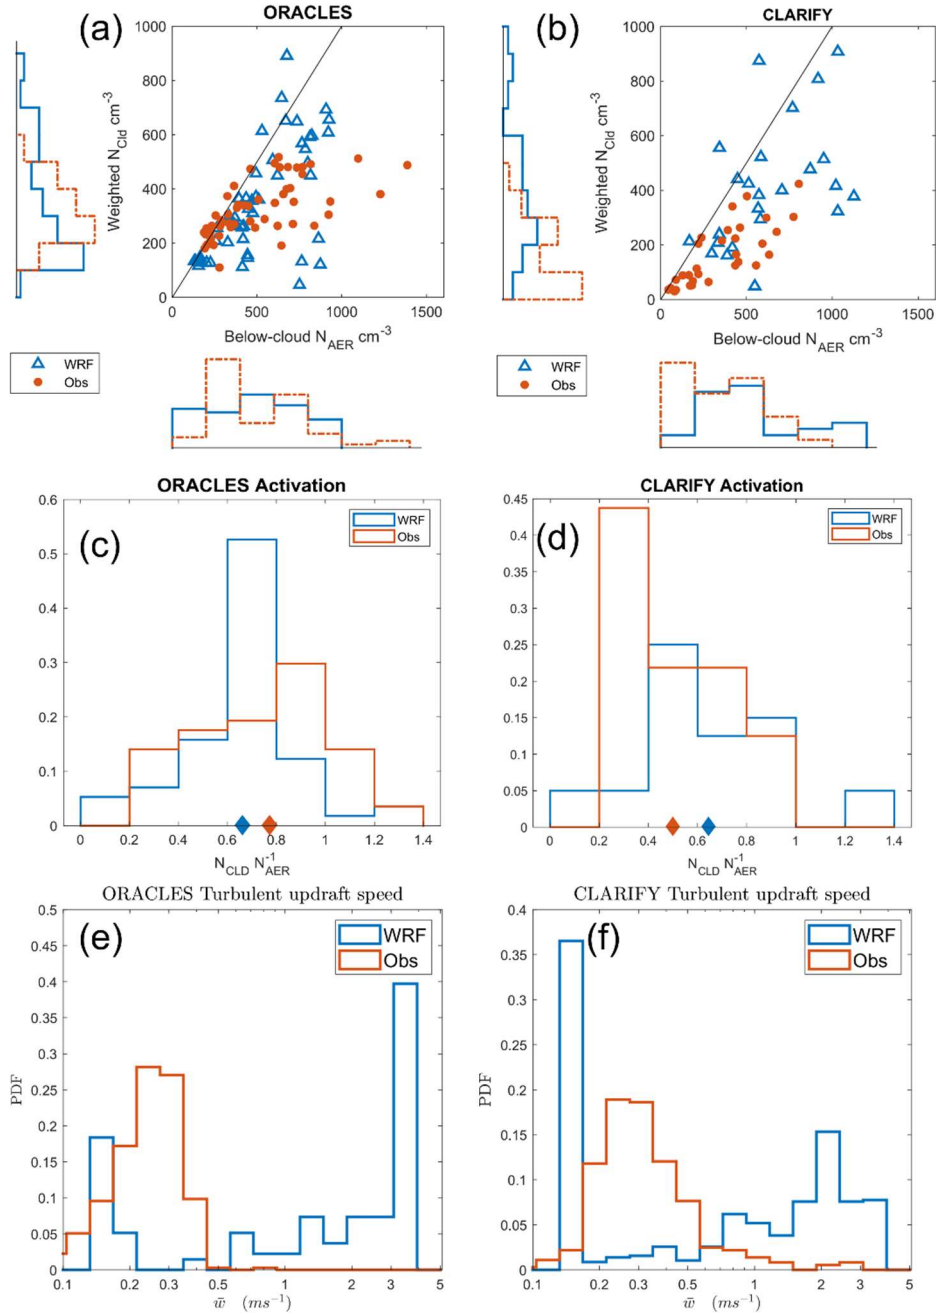 ORACLES
(a)
1000
800
600
400
200
0
Weighted N_Cld cm^-3
0 500 1000 1500
Below-cloud N_AER cm^-3
WRF
Obs
CLARIFY
(b)
1000
800
600
400
200
0
Weighted N_Cld cm^-3
0 500 1000 1500
Below-cloud N_AER cm^-3
WRF
Obs
ORACLES Activation
(c)
WRF
Obs
0.6
0.5
0.4
0.3
0.2
0.1
0
0 0.2 0.4 0.6 0.8 1 1.2 1.4
N_CLD N_AER^-1
CLARIFY Activation
(d)
WRF
Obs
0.45
0.4
0.35
0.3
0.25
0.2
0.15
0.1
0.05
0
0 0.2 0.4 0.6 0.8 1 1.2 1.4
N_CLD N_AER^-1
ORACLES Turbulent updraft speed
(e)
WRF
Obs
0.5
0.45
0.4
0.35
0.3
0.25
0.2
0.15
0.1
0.05
0
PDF
0.1 0.2 0.3 1 2 3 5
w̄ (ms^-1)
CLARIFY Turbulent updraft speed
(f)
WRF
Obs
0.4
0.35
0.3
0.25
0.2
0.15
0.1
0.05
0
PDF
0.1 0.2 0.3 1 2 3 5
w̄ (ms^-1)